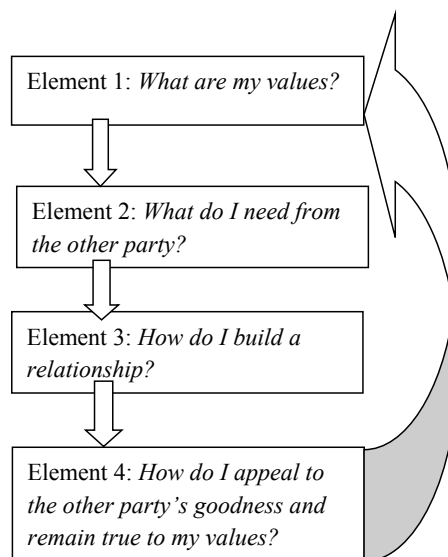 Element 1: What are my values?
Element 2: What do I need from
the other party?
Element 3: How do I build a
relationship?
Element 4: How do I appeal to
the other party’s goodness and
remain true to my values?